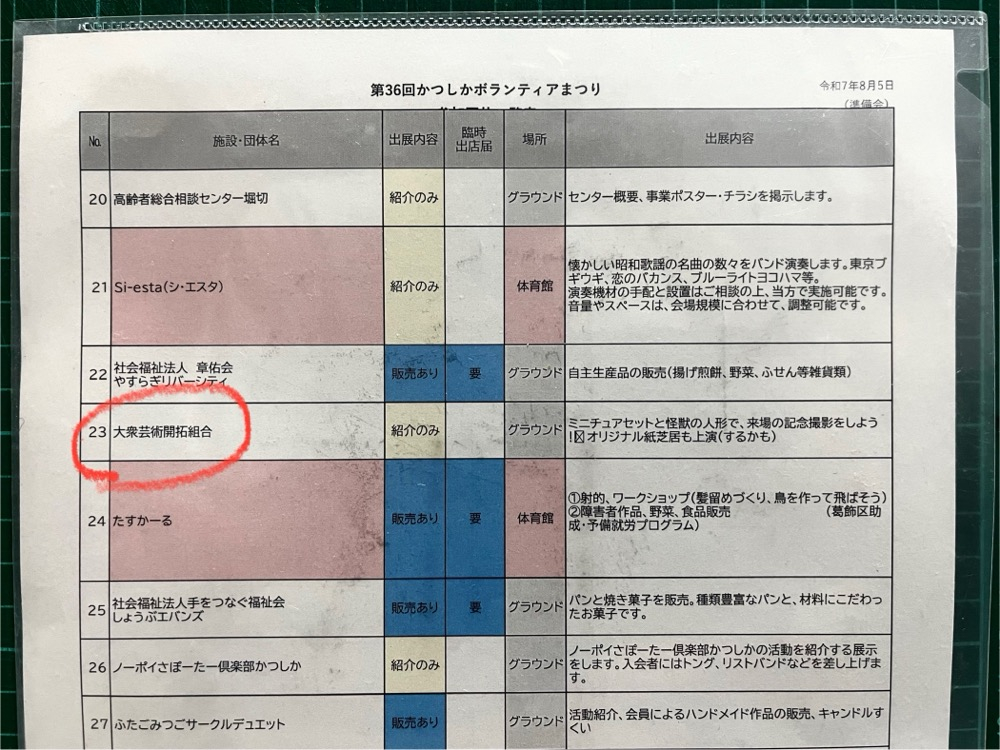 第36回かつしかボランティアまつり
令和7年8月5日
(準備会)
No. 施設・団体名 出展内容 臨時出店届 場所 出展内容
20 高齢者総合相談センター堀切 紹介のみ グラウンド センター概要、事業ポスター・チラシを掲示します。
21 Si-esta(シ・エスタ) 紹介のみ 体育館 懐かしい昭和歌謡の名曲の数々をバンド演奏します。東京ブ
ギウギ、恋のバカンス、ブルーライトヨコハマ等。
演奏機材の手配と設置はご相談の上、当方で実施可能です。
音量やスペースは、会場規模に合わせて、調整可能です。
22 社会福祉法人 章佑会
やすらぎリバーシティ 販売あり 要 グラウンド 自主生産品の販売(揚げ煎餅、野菜、ふせん等雑貨類)
23 大衆芸術開拓組合 紹介のみ グラウンド ミニチュアセットと怪獣の人形で、来場の記念撮影をしよう
!オリジナル紙芝居も上演(するかも)
24 たすかーる 販売あり 要 体育館 ①射的、ワークショップ(髪留めづくり、鳥を作って飛ばそう)
②障害者作品、野菜、食品販売 (葛飾区助
成・予備就労プログラム)
25 社会福祉法人手をつなぐ福祉会
しょうぶエバンズ 販売あり 要 グラウンド パンと焼き菓子を販売。種類豊富なパンと、材料にこだわっ
たお菓子です。
26 ノーポイさぽーたー倶楽部かつしか 紹介のみ グラウンド ノーポイさぽーたー倶楽部かつしかの活動を紹介する展示
をします。入会者にはトング、リストバンドなどを差し上げま
す。
27 ふたごみつごサークルデュエット 販売あり グラウンド 活動紹介、会員によるハンドメイド作品の販売、キャンドルす
くい